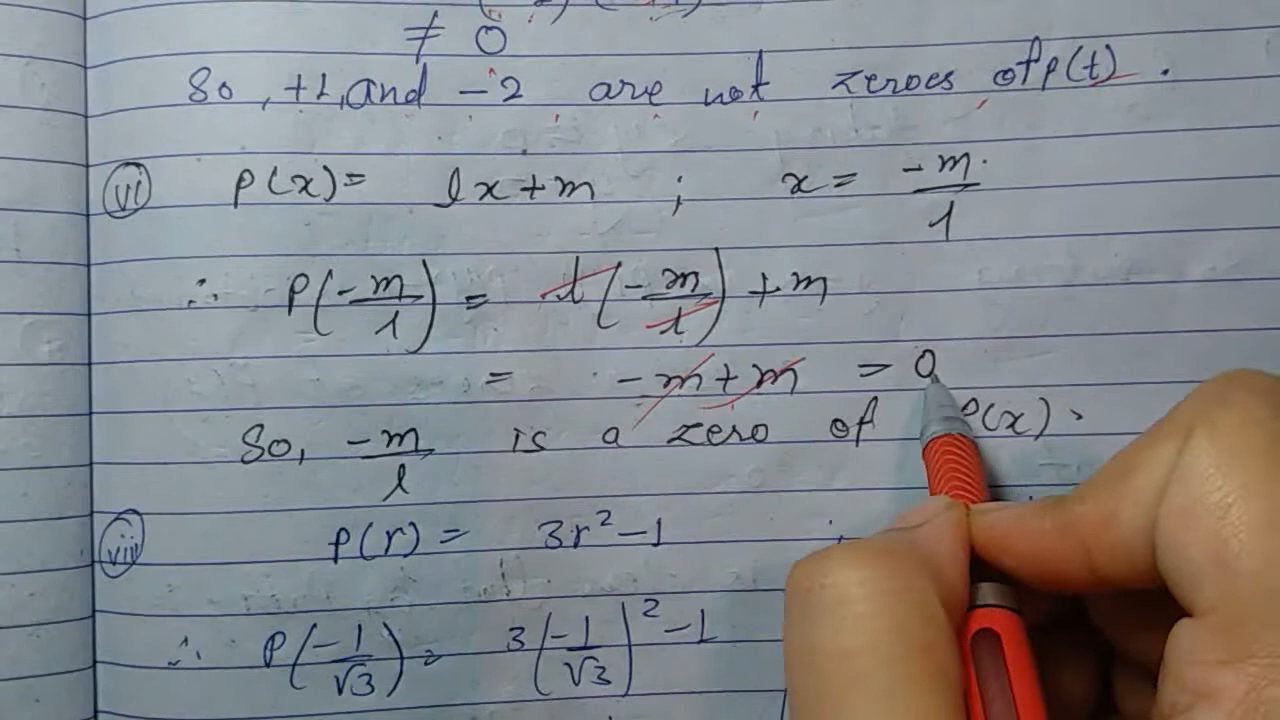 ≠ 0
So, +1, and -2 are not zeroes of p(t).
(vi) P(x) = lx+m ; x = -m/l
∴ P(-m/l) = l(-m/l) + m
= -m+m = 0
So, -m/l is a zero of P(x).
(vii) P(r) = 3r²-1 ;
∴ P(-1/√3) = 3(-1/√3)²-1